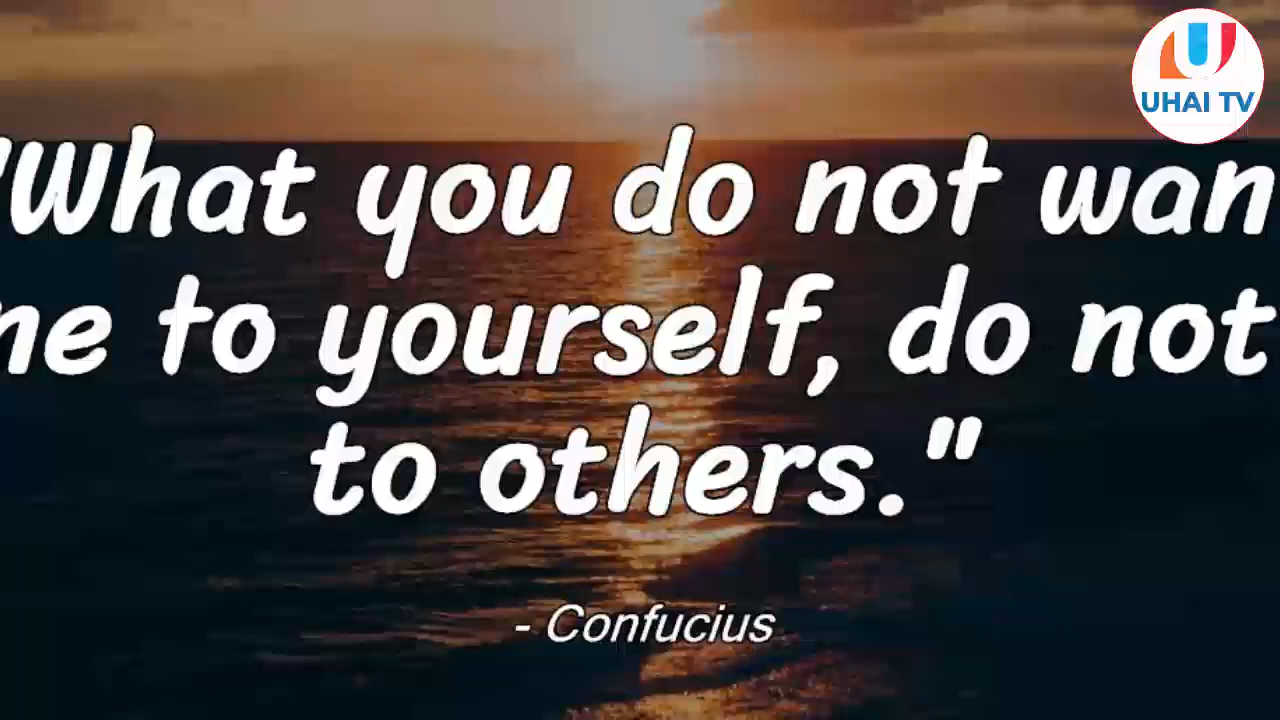 UHAI TV
"What you do not wan
ne to yourself, do not
to others."
- Confucius